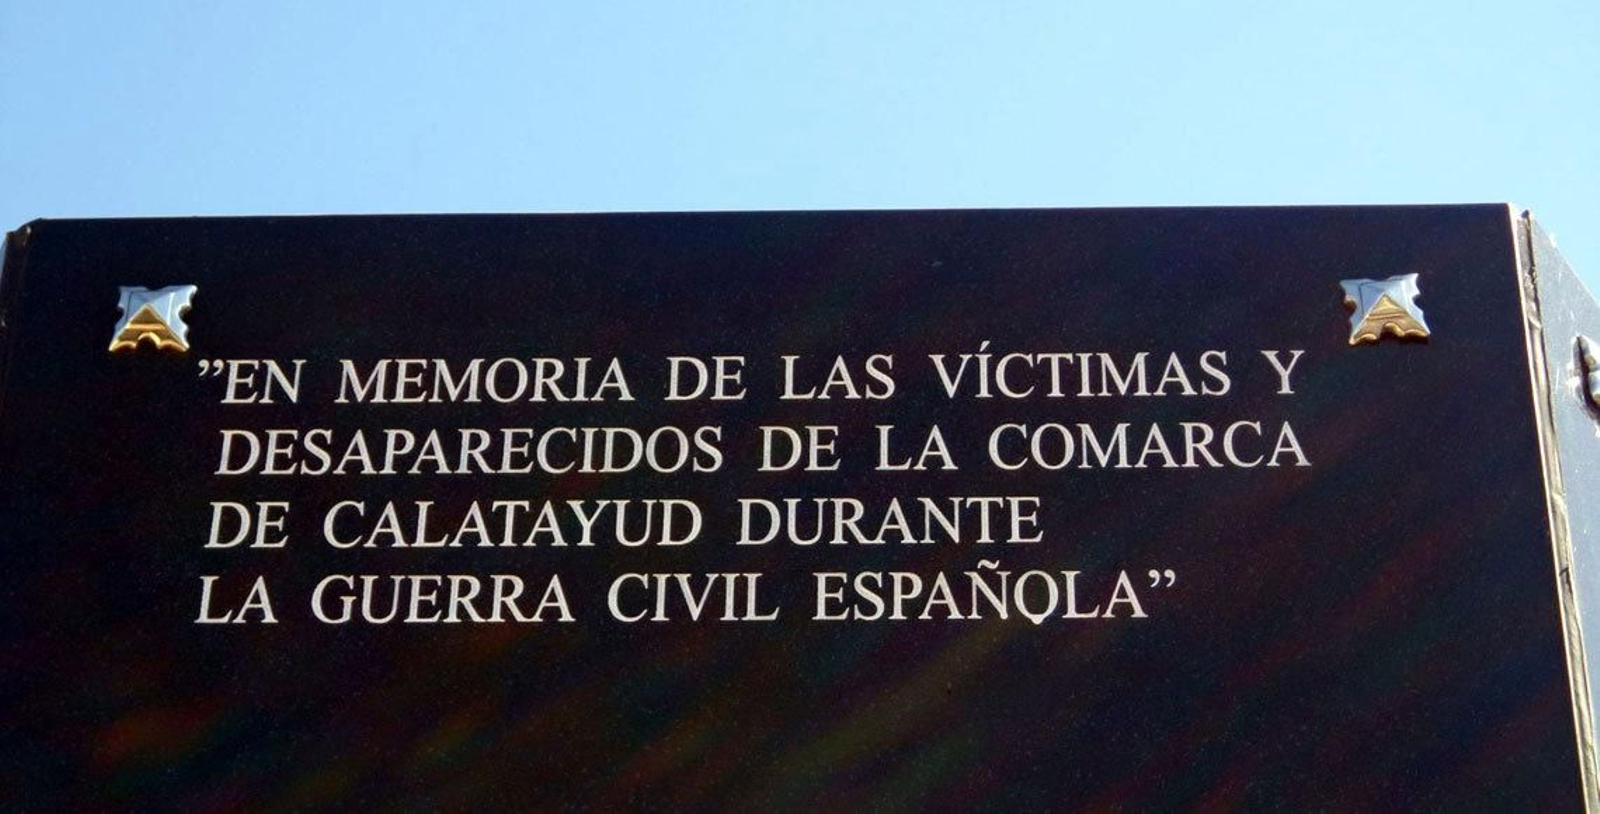 ”EN MEMORIA DE LAS VÍCTIMAS Y
DESAPARECIDOS DE LA COMARCA
DE CALATAYUD DURANTE
LA GUERRA CIVIL ESPAÑOLA”